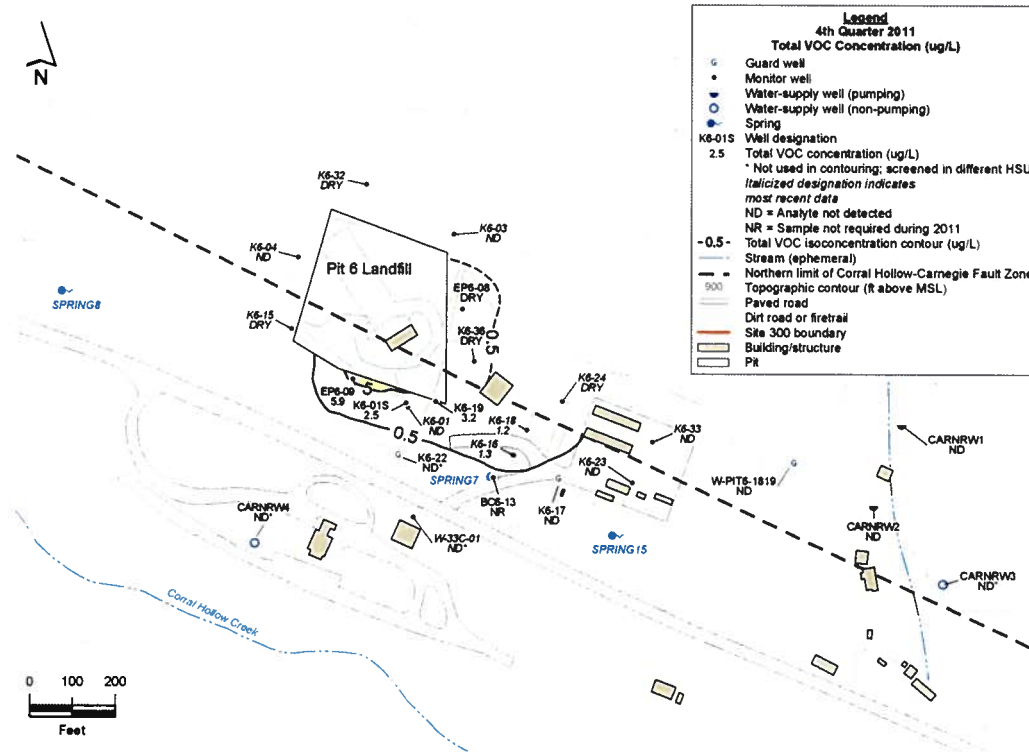 Legend
4th Quarter 2011
Total VOC Concentration (ug/L)
G Guard well
Monitor well
Water-supply well (pumping)
Water-supply well (non-pumping)
Spring
K6-01S Well designation
2.5 Total VOC concentration (ug/L)
* Not used in contouring; screened in different HSU
Italicized designation indicates
most recent data
ND = Analyte not detected
NR = Sample not required during 2011
-0.5- Total VOC isoconcentration contour (ug/L)
Stream (ephemeral)
Northern limit of Corral Hollow-Carnegie Fault Zone
900 Topographic contour (ft above MSL)
Paved road
Dirt road or firetrail
Site 300 boundary
Building/structure
Pit
N
K6-32
DRY
K6-03
ND
K6-04
ND
Pit 6 Landfill
EP6-08
DRY
SPRING8
K6-15
DRY
K6-36
DRY
0.5
5
EP6-09
5.9
K6-01S
2.5
K6-01
ND
K6-19
3.2
K6-24
DRY
K6-18
1.2
0.5
K6-33
ND
CARNRW1
ND
K6-16
1.3
K6-22
ND*
G
K6-23
ND
G
G
W-PIT6-1819
ND
SPRING7
BC6-13
NR
K6-17
ND
CARNRW4
ND*
W-33C-01
ND*
SPRING15
CARNRW2
ND
CARNRW3
ND*
Corral Hollow Creek
0 100 200
Feet